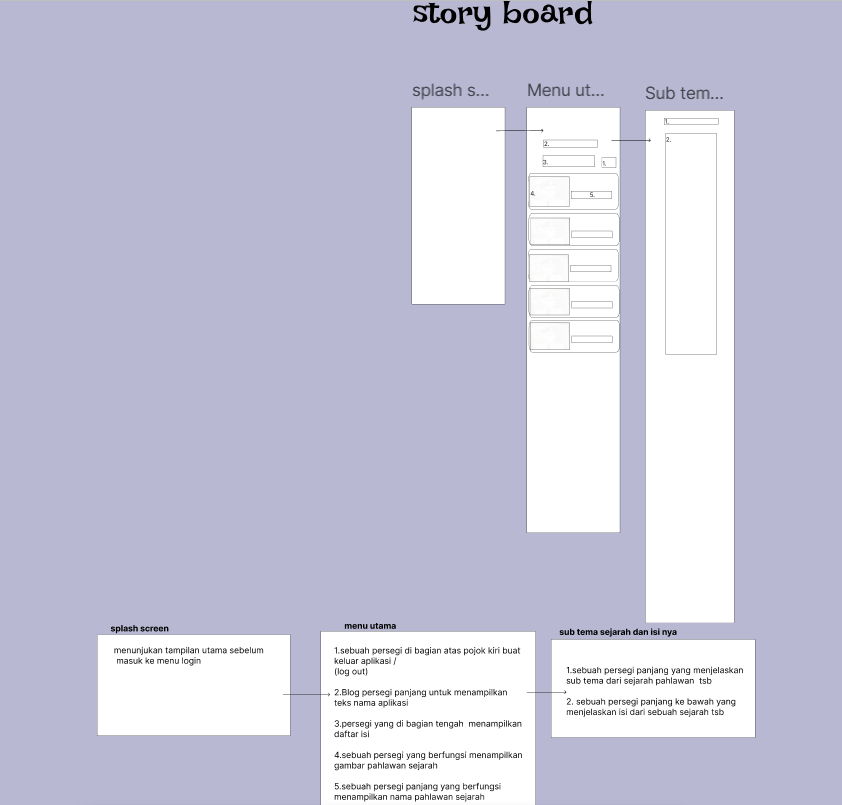 story board
splash s...
Menu ut...
Sub tem...
1.
2.
2.
3.
1.
4.
5.
splash screen
menunjukan tampilan utama sebelum
masuk ke menu login
menu utama
1.sebuah persegi di bagian atas pojok kiri buat
keluar aplikasi /
(log out)
2.Blog persegi panjang untuk menampilkan
teks nama aplikasi
3.persegi yang di bagian tengah menampilkan
daftar isi
4.sebuah persegi yang berfungsi menampilkan
gambar pahlawan sejarah
5.sebuah persegi panjang yang berfungsi
menampilkan nama pahlawan sejarah
sub tema sejarah dan isi nya
1.sebuah persegi panjang yang menjelaskan
sub tema dari sejarah pahlawan tsb
2. sebuah persegi panjang ke bawah yang
menjelaskan isi dari sebuah sejarah tsb